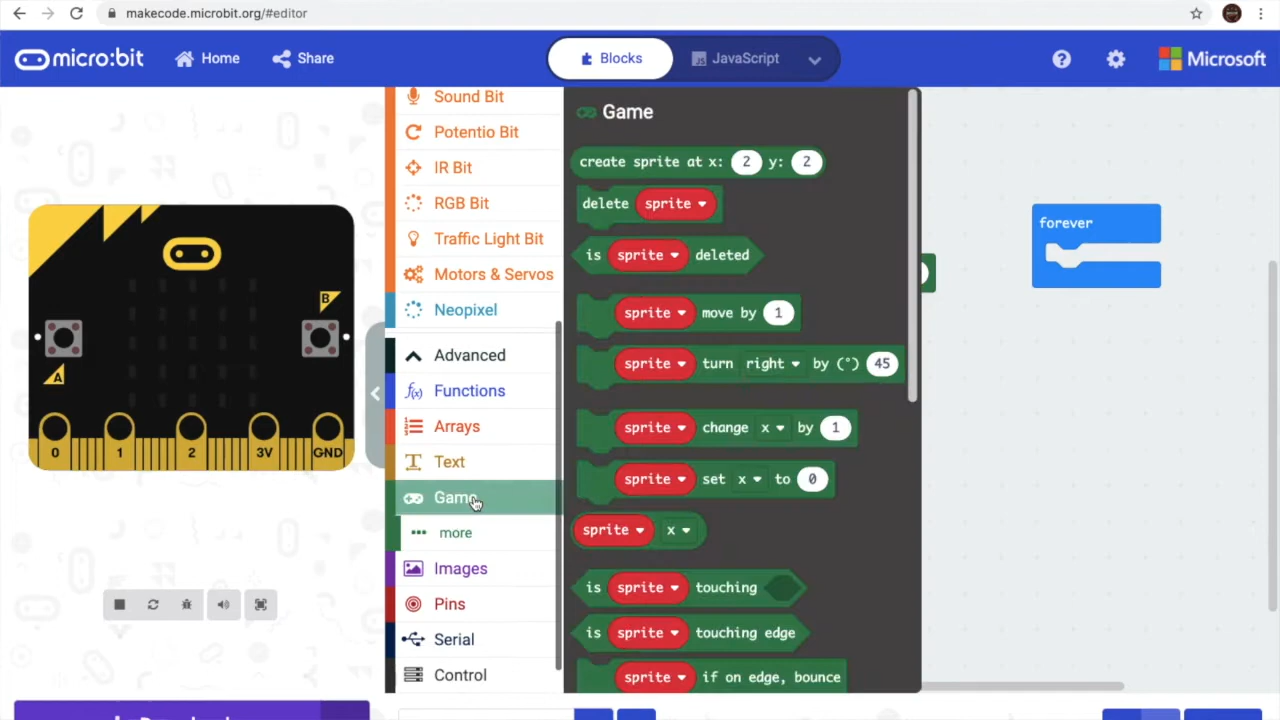 makecode.microbit.org/#editor
micro:bit Home Share Blocks JavaScript Microsoft
Sound Bit
Potentio Bit
IR Bit
RGB Bit
Traffic Light Bit
Motors & Servos
Neopixel
Advanced
Functions
Arrays
Text
Game
more
Images
Pins
Serial
Control
Game
create sprite at x: 2 y: 2
delete sprite
is sprite deleted
sprite move by 1
sprite turn right by (°) 45
sprite change x by 1
sprite set x to 0
sprite x
is sprite touching
is sprite touching edge
sprite if on edge, bounce
forever
B
A
0 1 2 3V GND